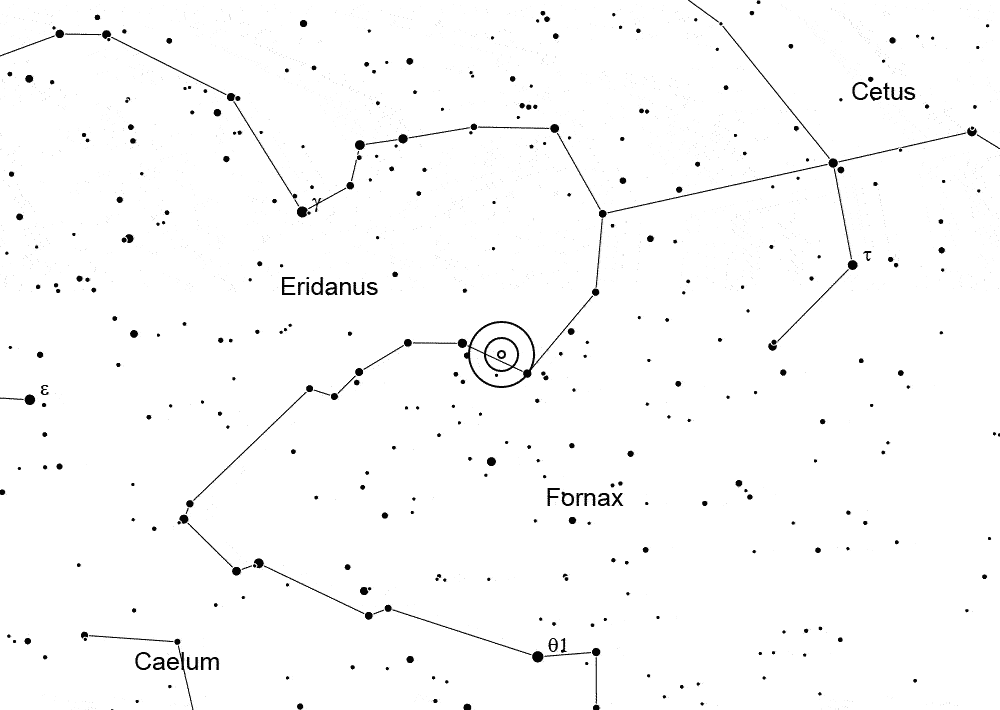 Cetus
γ
τ
Eridanus
ε
Fornax
θ1
Caelum